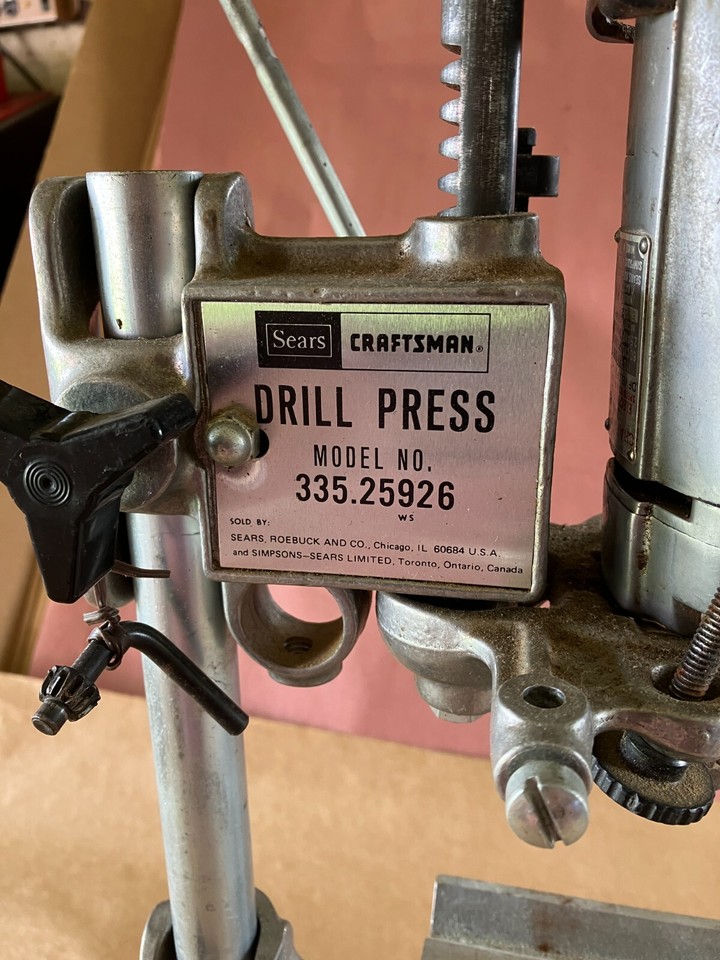 Sears CRAFTSMAN®
DRILL PRESS
MODEL NO.
335.25926
WS
SOLD BY:
SEARS, ROEBUCK AND CO., Chicago, IL 60684 U.S.A.
and SIMPSONS—SEARS LIMITED, Toronto, Ontario, Canada